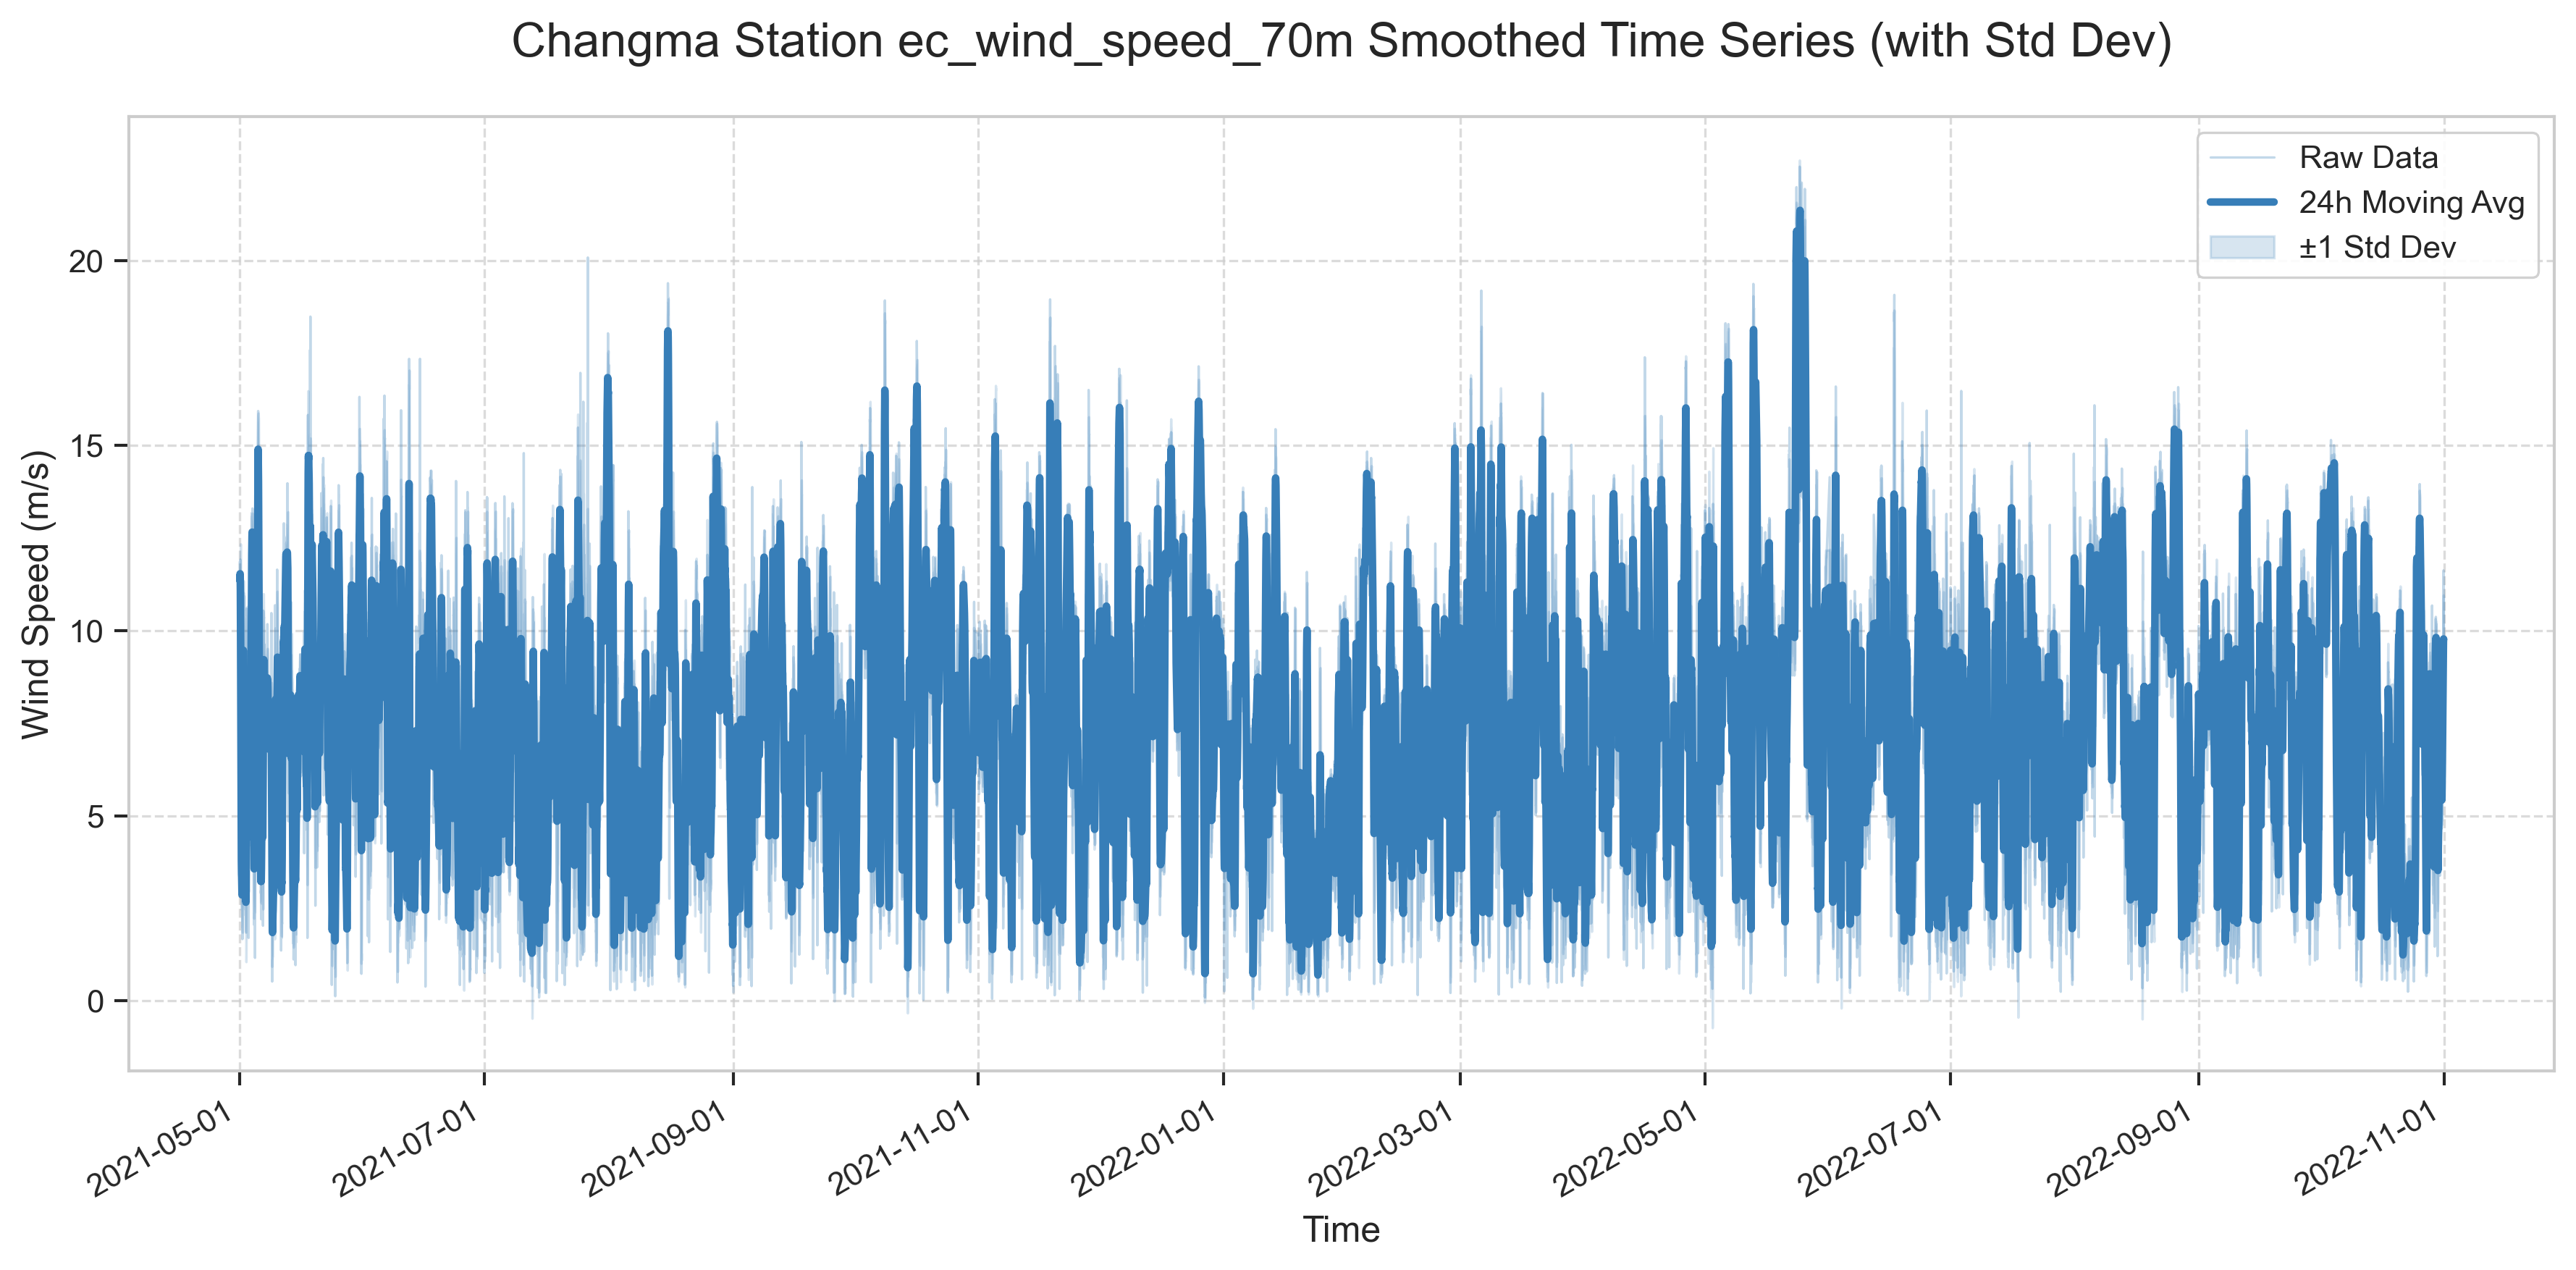 Changma Station ec_wind_speed_70m Smoothed Time Series (with Std Dev)
Raw Data
24h Moving Avg
±1 Std Dev
Wind Speed (m/s)
20
15
10
5
0
2021-05-01
2021-07-01
2021-09-01
2021-11-01
2022-01-01
2022-03-01
2022-05-01
2022-07-01
2022-09-01
2022-11-01
Time